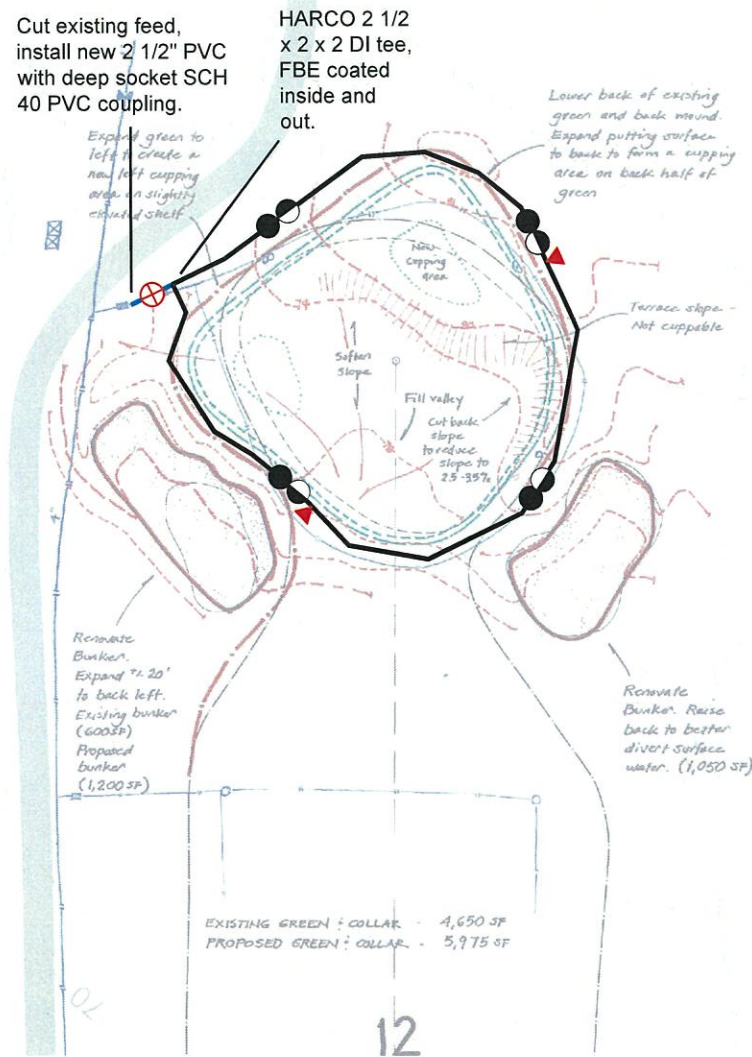 Cut existing feed,
install new 2 1/2" PVC
with deep socket SCH
40 PVC coupling.
HARCO 2 1/2
x 2 x 2 DI tee,
FBE coated
inside and
out.
Expand green to
left to create a
new left cupping
area on slightly
elevated shelf
Lower back of existing
green and back mound.
Expand putting surface
to back to form a cupping
area on back half of
green
New
Cupping
area
Terrace slope -
Not cuppable
Soften
Slope
Fill valley
Cut back
slope
to reduce
slope to
2.5-3.5%
Renovate
Bunker.
Expand +/- 20'
to back left.
Existing bunker
(600SF)
Proposed
bunker
(1,200 SF)
Renovate
Bunker. Raise
back to better
divert surface
water. (1,050 SF)
EXISTING GREEN & COLLAR - 4,650 SF
PROPOSED GREEN & COLLAR - 5,975 SF
12